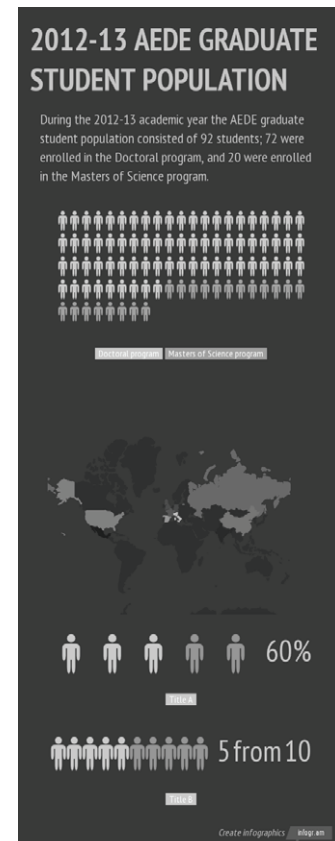 2012-13 AEDE GRADUATE
STUDENT POPULATION
During the 2012-13 academic year the AEDE graduate
student population consisted of 92 students; 72 were
enrolled in the Doctoral program, and 20 were enrolled
in the Masters of Science program.
Doctoral program Masters of Science program
60%
Title A
5 from 10
Title B
Create infographics infogr.am